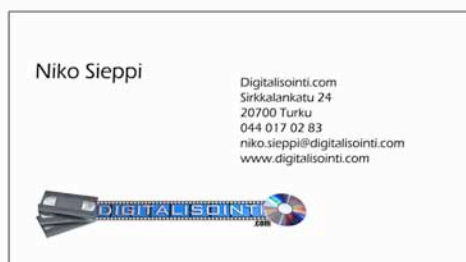 Niko Sieppi
Digitalisointi.com
Sirkkalankatu 24
20700 Turku
044 017 02 83
niko.sieppi@digitalisointi.com
www.digitalisointi.com
DIGITALISOINTI
.com